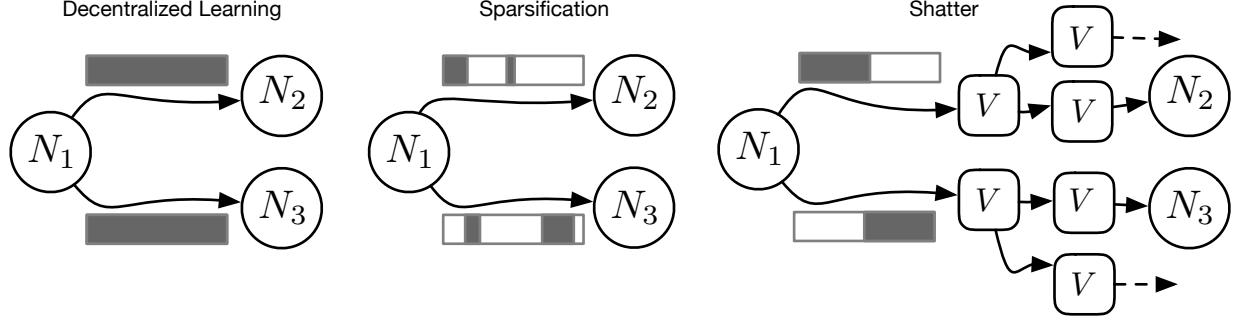 Decentralized Learning
N1
N2
N3
Sparsification
N1
N2
N3
Shatter
N1
V
V
V
N2
V
V
V
N3